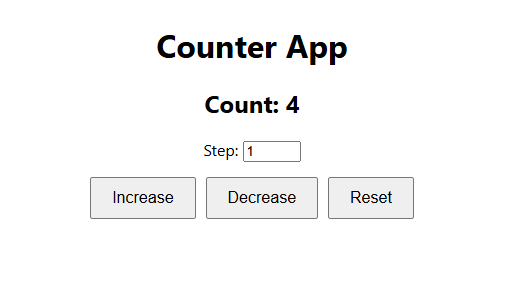 Counter App
Count: 4
Step: 1
Increase Decrease Reset